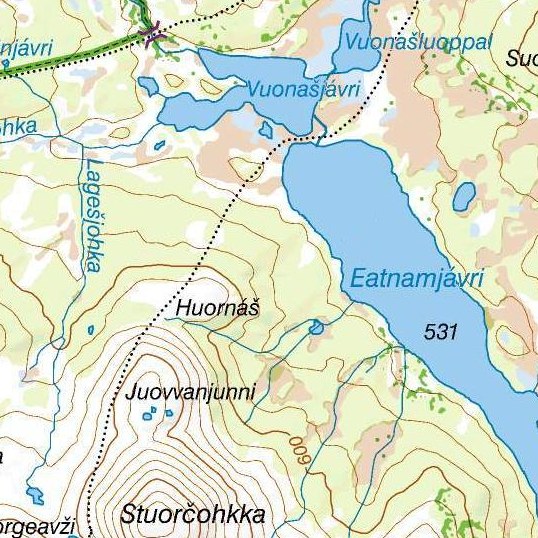 Vuonašluoppal
njávri
Suo
Vuonašjávri
ohka
Lagešjohka
Eatnamjávri
Huornáš
531
Juovvanjunni
600
a
Stuorčohkka
orgeavži